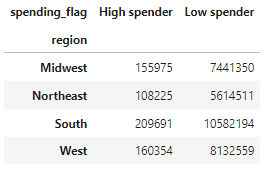 spending_flag High spender Low spender
region
Midwest 155975 7441350
Northeast 108225 5614511
South 209691 10582194
West 160354 8132559